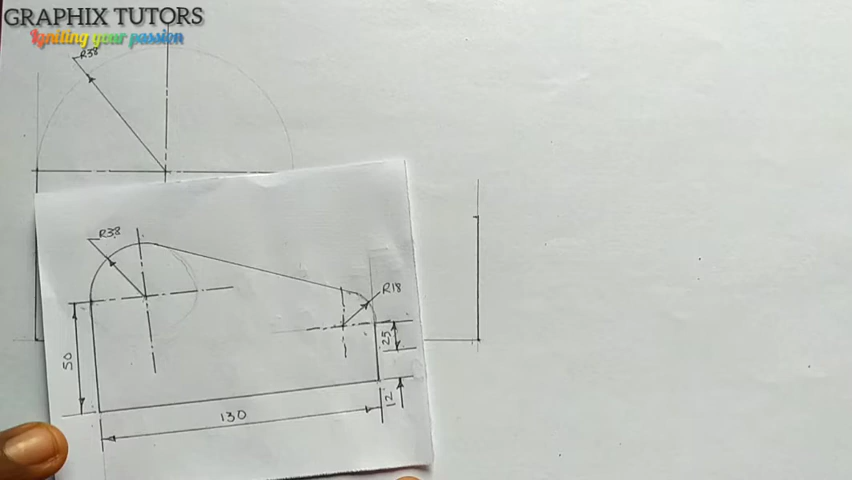 GRAPHIX TUTORS
Igniting your passion
R38
R38
R18
25
50
12
130